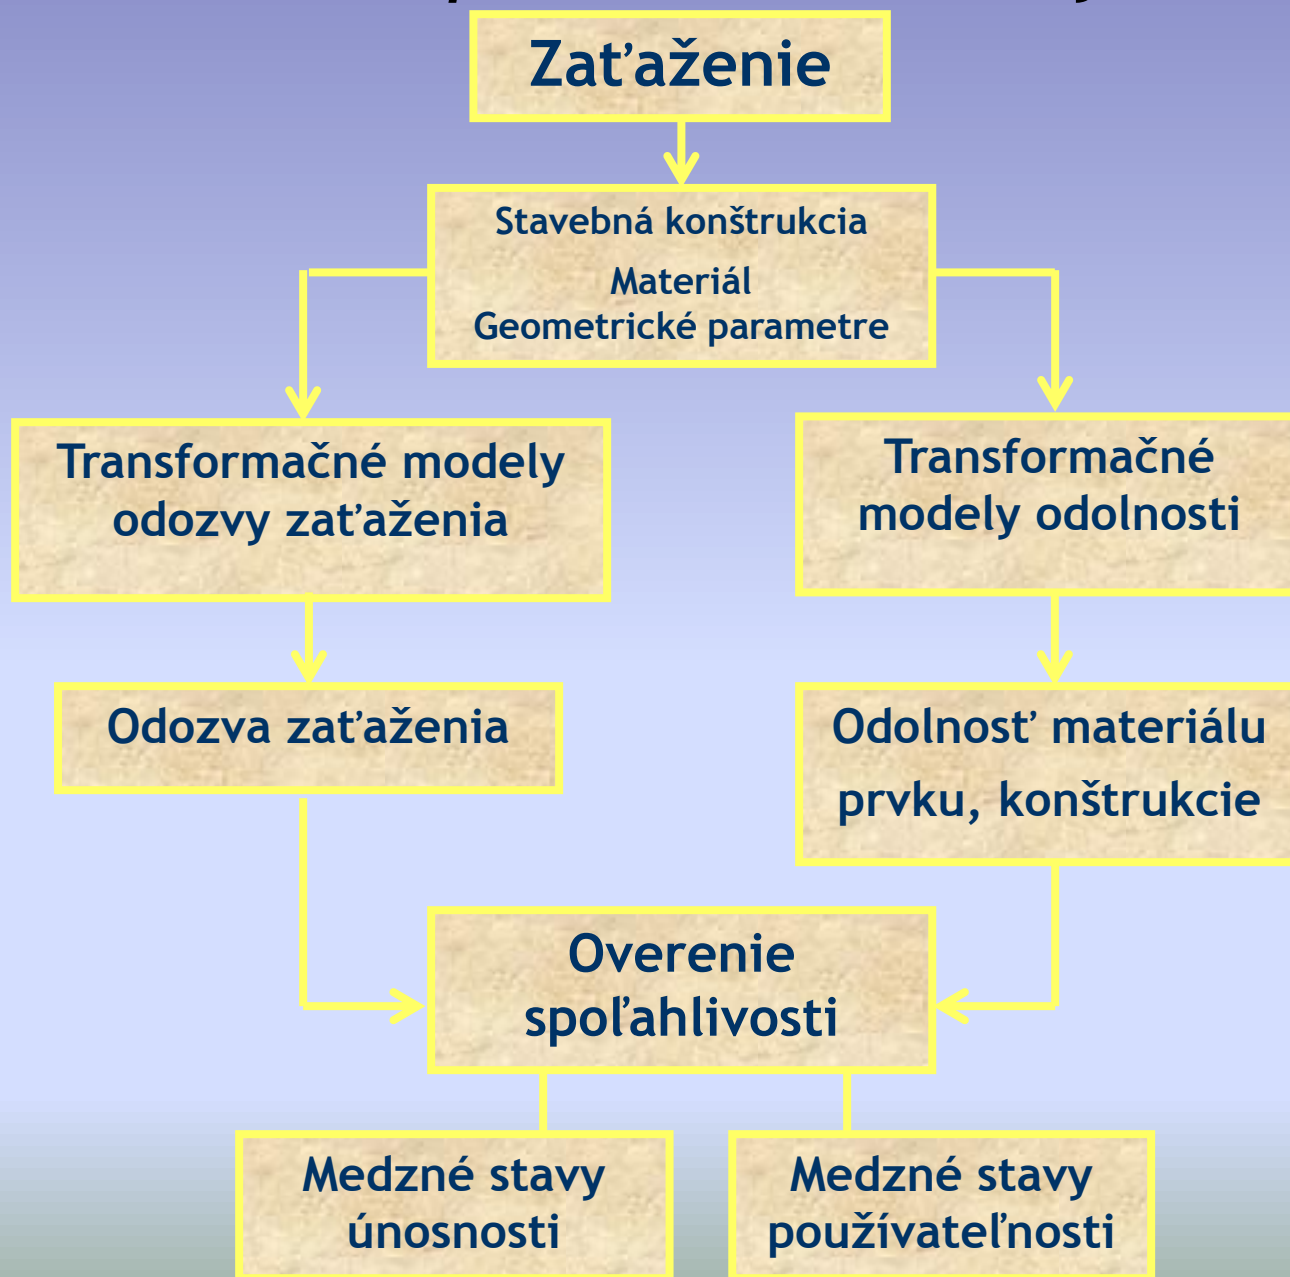 Zaťaženie
Stavebná konštrukcia
Materiál
Geometrické parametre
Transformačné modely
odozvy zaťaženia
Transformačné
modely odolnosti
Odozva zaťaženia
Odolnosť materiálu
prvku, konštrukcie
Overenie
spoľahlivosti
Medzné stavy
únosnosti
Medzné stavy
používateľnosti